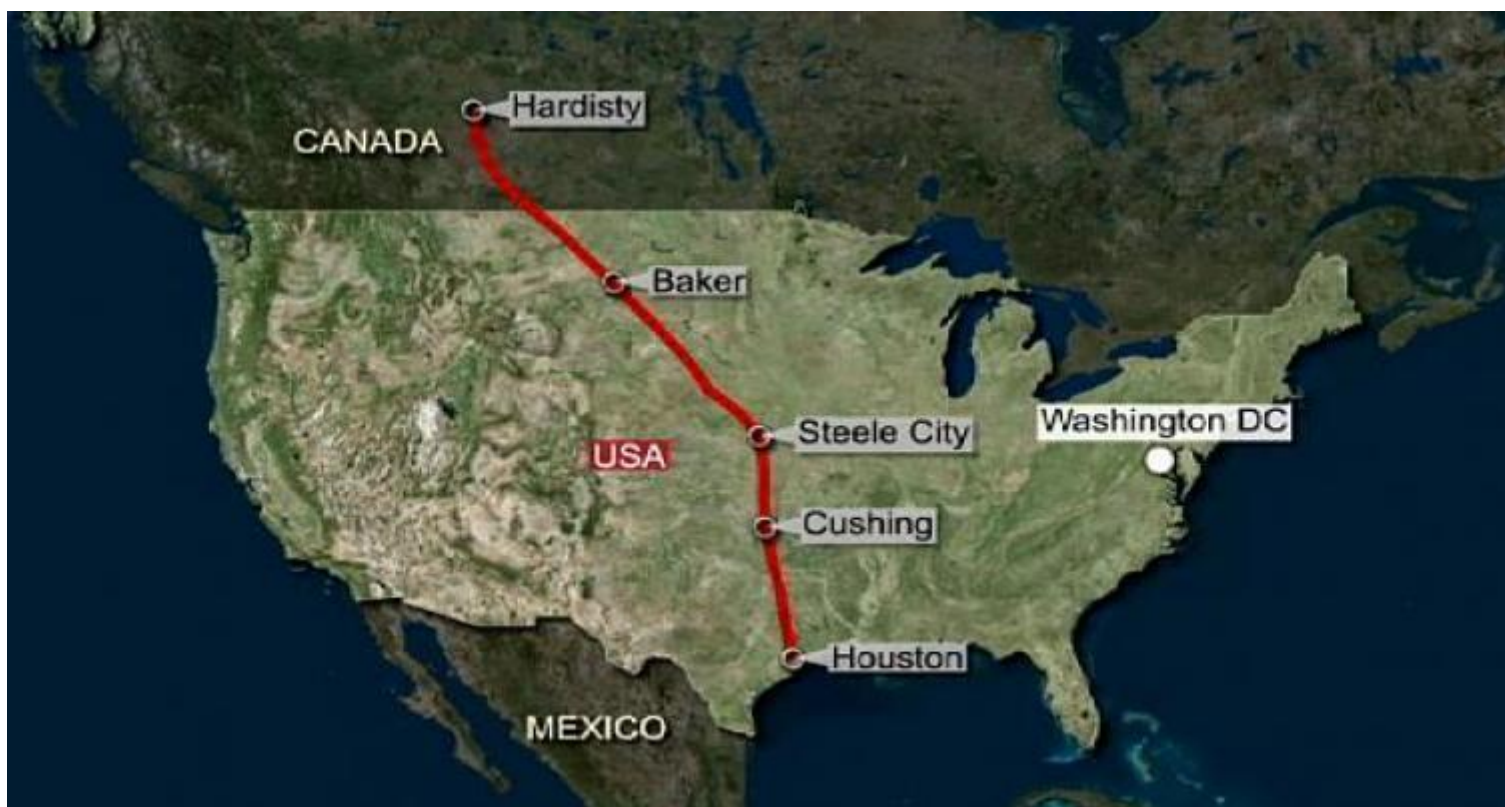 Hardisty
CANADA
Baker
Steele City
Washington DC
USA
Cushing
Houston
MEXICO